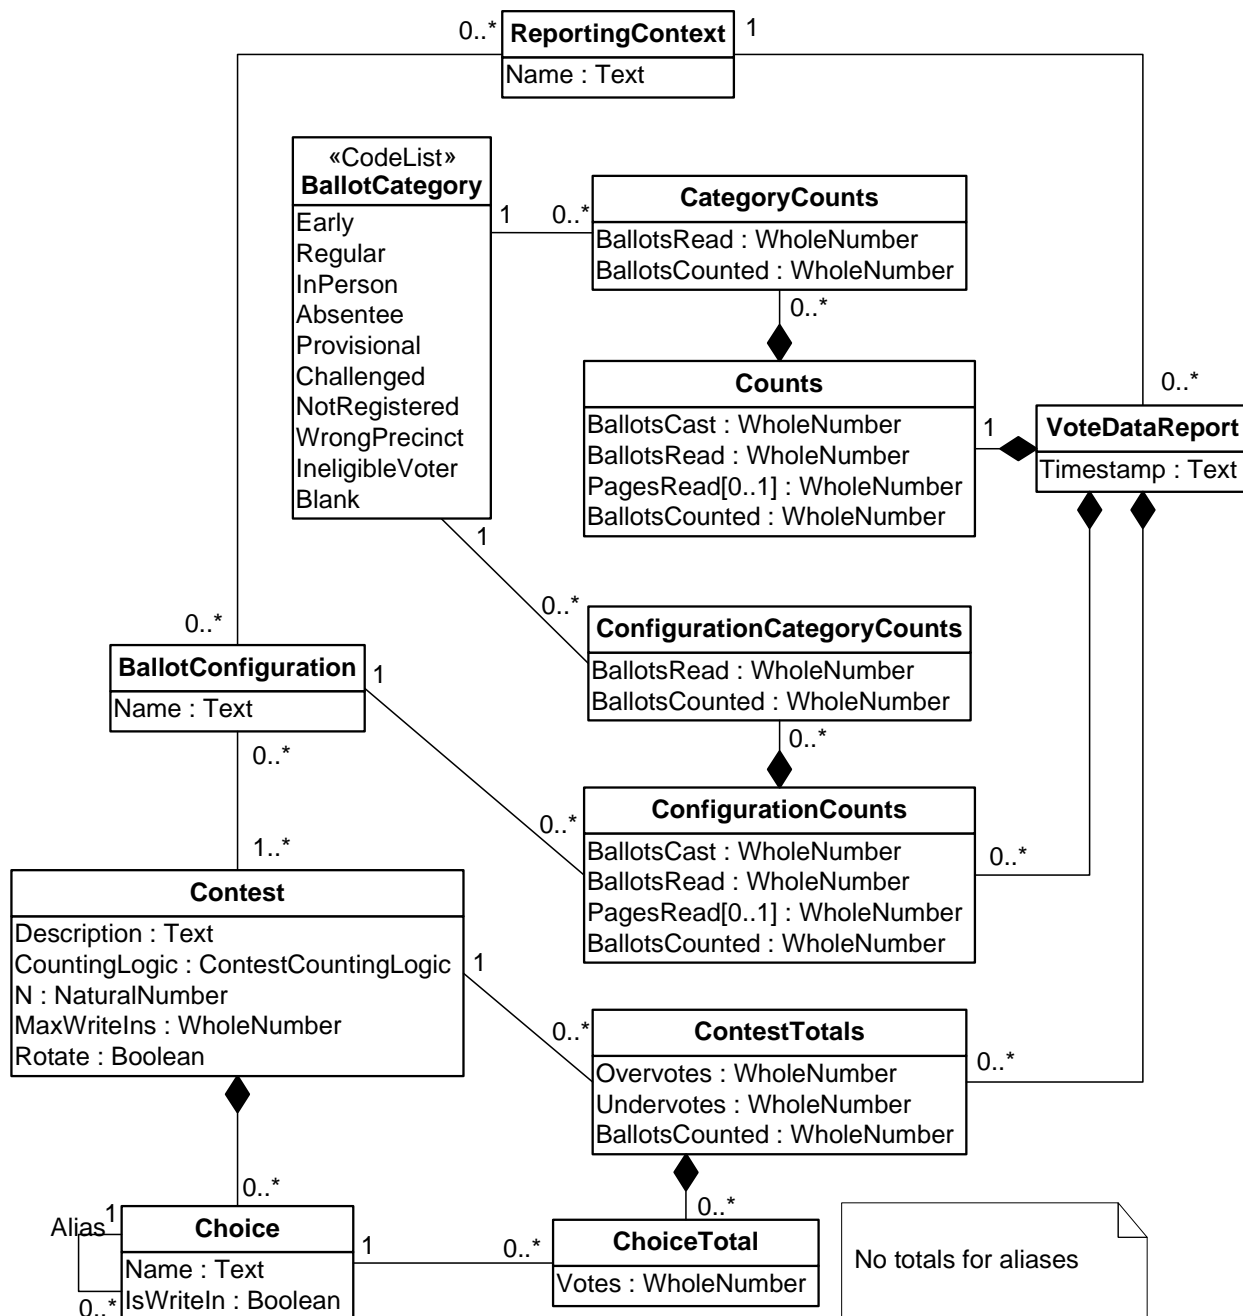 0..*
ReportingContext
1
Name : Text
«CodeList»
BallotCategory
Early
Regular
InPerson
Absentee
Provisional
Challenged
NotRegistered
WrongPrecinct
IneligibleVoter
Blank
1
0..*
CategoryCounts
BallotsRead : WholeNumber
BallotsCounted : WholeNumber
0..*
Counts
BallotsCast : WholeNumber
BallotsRead : WholeNumber
PagesRead[0..1] : WholeNumber
BallotsCounted : WholeNumber
1
0..*
VoteDataReport
Timestamp : Text
1
0..*
ConfigurationCategoryCounts
BallotsRead : WholeNumber
BallotsCounted : WholeNumber
0..*
0..*
BallotConfiguration
Name : Text
1
0..*
0..*
ConfigurationCounts
BallotsCast : WholeNumber
BallotsRead : WholeNumber
PagesRead[0..1] : WholeNumber
BallotsCounted : WholeNumber
0..*
1..*
Contest
Description : Text
CountingLogic : ContestCountingLogic
N : NaturalNumber
MaxWriteIns : WholeNumber
Rotate : Boolean
1
0..*
ContestTotals
Overvotes : WholeNumber
Undervotes : WholeNumber
BallotsCounted : WholeNumber
0..*
0..*
Alias
1
0..*
Choice
Name : Text
IsWriteIn : Boolean
1
0..*
0..*
ChoiceTotal
Votes : WholeNumber
No totals for aliases